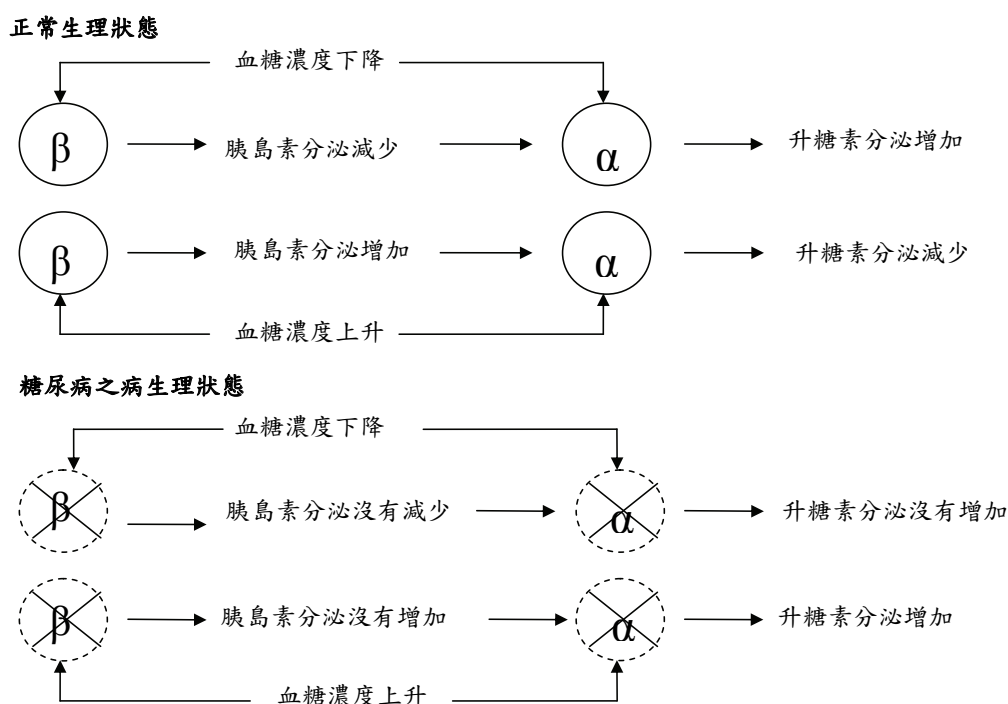 正常生理狀態
血糖濃度下降
β 胰島素分泌減少 α 升糖素分泌增加
β 胰島素分泌增加 α 升糖素分泌減少
血糖濃度上升
糖尿病之病生理狀態
血糖濃度下降
β 胰島素分泌沒有減少 α 升糖素分泌沒有增加
β 胰島素分泌沒有增加 α 升糖素分泌增加
血糖濃度上升